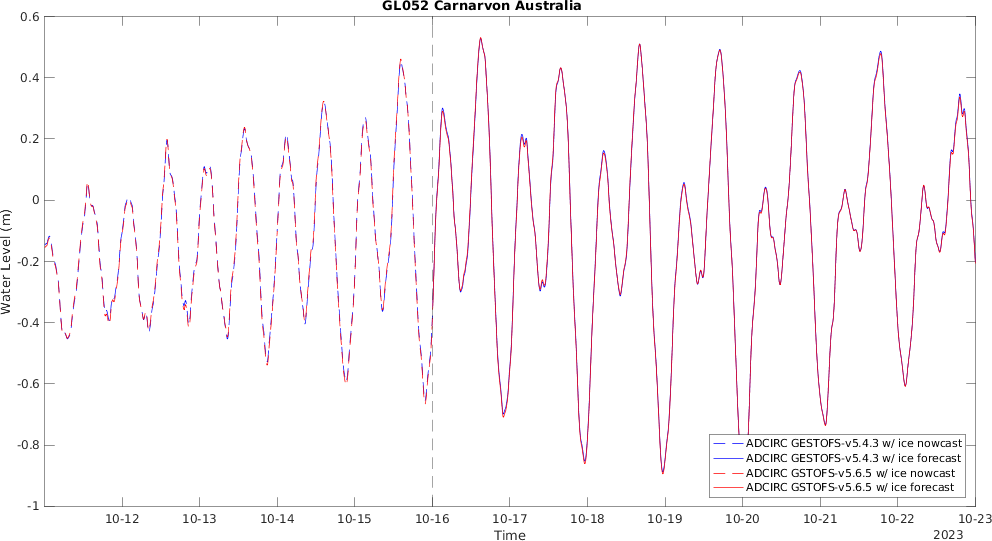 GL052 Carnarvon Australia
0.6
0.4
0.2
0
-0.2
-0.4
-0.6
-0.8
-1
Water Level (m)
ADCIRC GESTOFS-v5.4.3 w/ ice nowcast
ADCIRC GESTOFS-v5.4.3 w/ ice forecast
ADCIRC GSTOFS-v5.6.5 w/ ice nowcast
ADCIRC GSTOFS-v5.6.5 w/ ice forecast
10-12 10-13 10-14 10-15 10-16 10-17 10-18 10-19 10-20 10-21 10-22 10-23
Time
2023